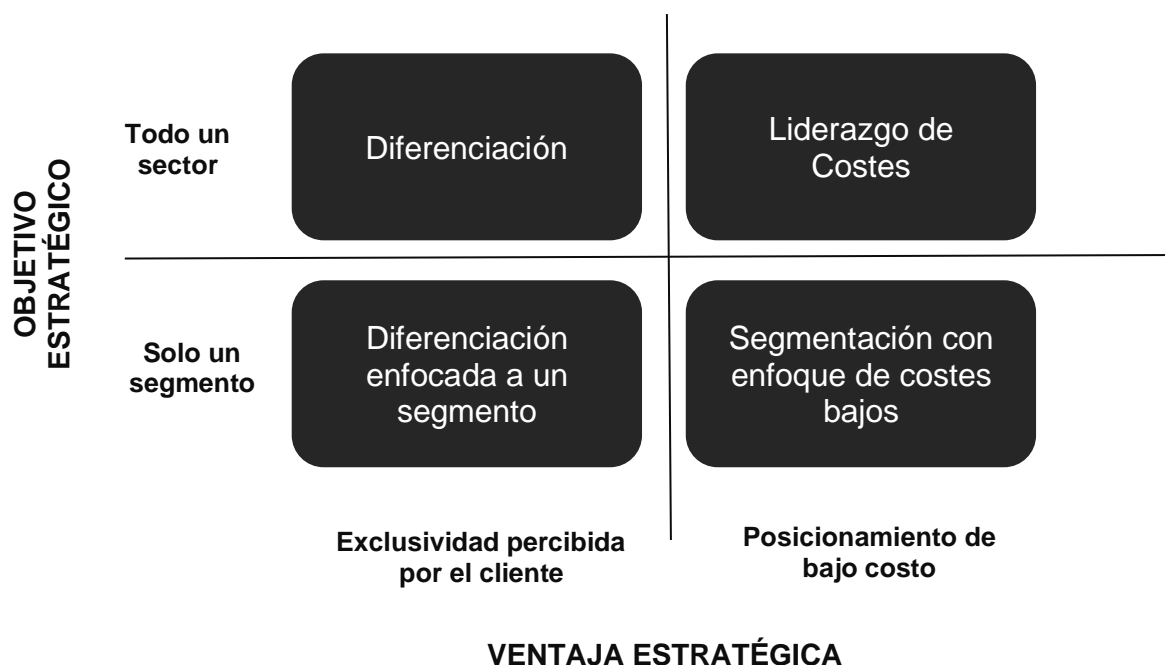 Todo un
sector
Diferenciación
Liderazgo de
Costes
OBJETIVO
ESTRATÉGICO
Solo un
segmento
Diferenciación
enfocada a un
segmento
Segmentación con
enfoque de costes
bajos
Exclusividad percibida
por el cliente
Posicionamiento de
bajo costo
VENTAJA ESTRATÉGICA